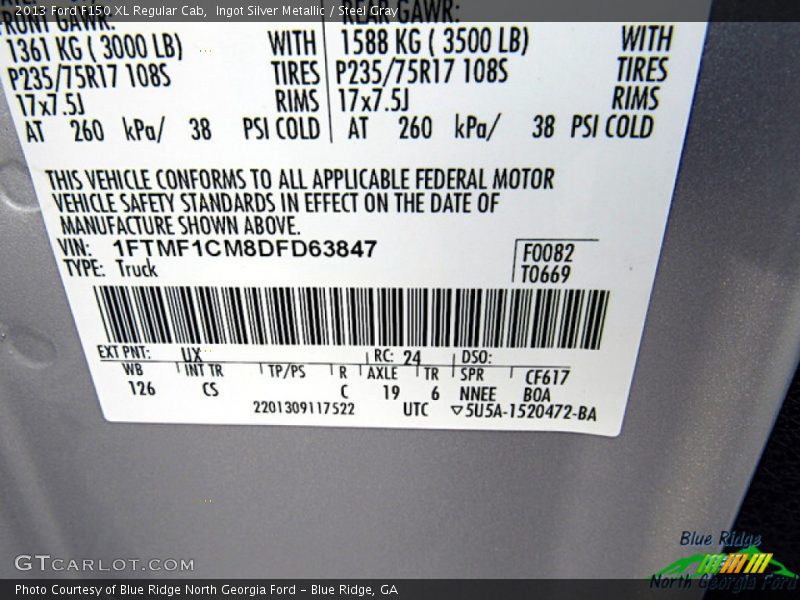 2013 Ford F150 XL Regular Cab, Ingot Silver Metallic / Steel Gray
FRONT GAWR: REAR GAWR:
1361 KG ( 3000 LB) WITH 1588 KG ( 3500 LB) WITH
P235/75R17 108S TIRES P235/75R17 108S TIRES
17x7.5J RIMS 17x7.5J RIMS
AT 260 kPa/ 38 PSI COLD AT 260 kPa/ 38 PSI COLD
THIS VEHICLE CONFORMS TO ALL APPLICABLE FEDERAL MOTOR
VEHICLE SAFETY STANDARDS IN EFFECT ON THE DATE OF
MANUFACTURE SHOWN ABOVE.
VIN: 1FTMF1CM8DFD63847 F0082
TYPE: Truck T0669
EXT PNT: UX RC: 24 DSO:
WB INT TR TP/PS R AXLE TR SPR CF617
126 CS C 19 6 NNEE BOA
2201309117522 UTC ▽5U5A-1520472-BA
Blue Ridge
North Georgia Ford
GTCARLOT.COM
Photo Courtesy of Blue Ridge North Georgia Ford – Blue Ridge, GA